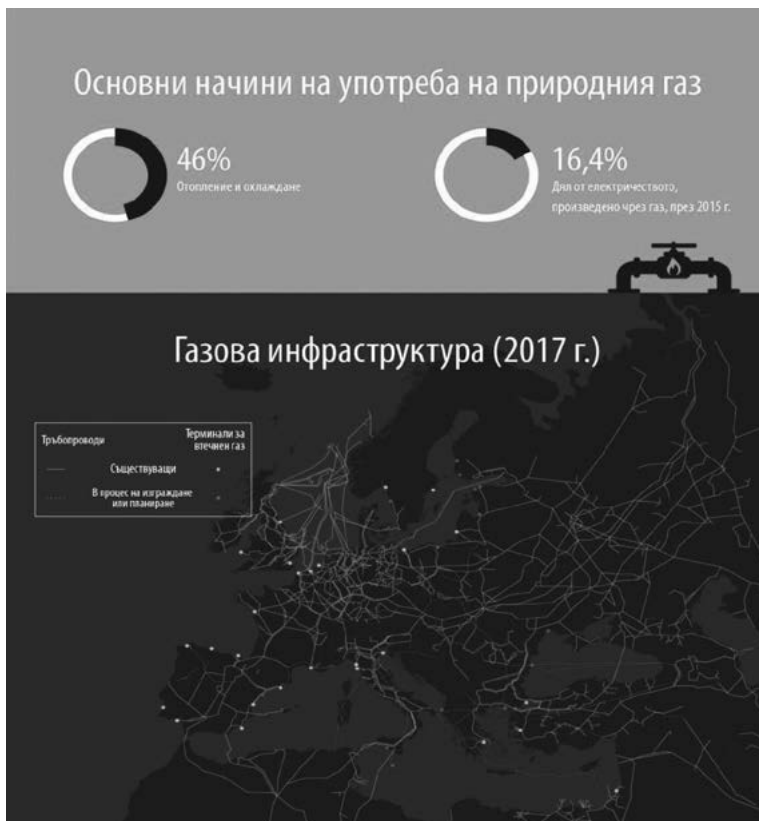 Основни начини на употреба на природния газ
46%
Отопление и охлаждане
16,4%
Дял от електричеството,
произведено чрез газ, през 2015 г.
Газова инфраструктура (2017 г.)
Тръбопроводи
Терминали за
втечнен газ
Съществуващи
В процес на изграждане
или планиране